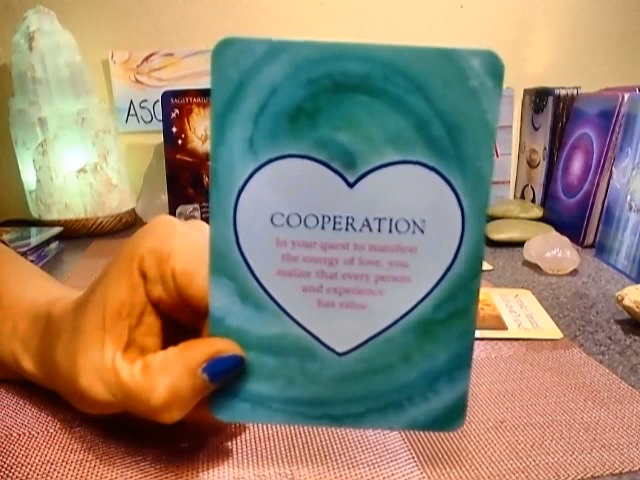 ASC
SAGITTARIUS
COOPERATION
In your quest to manifest
the energy of love, you
realize that every person
and experience
has value